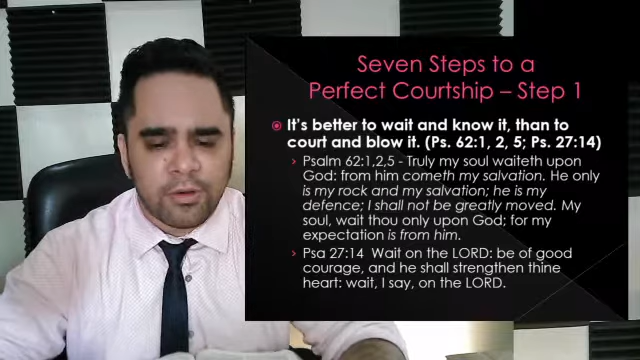 Seven Steps to a
Perfect Courtship – Step 1
It's better to wait and know it, than to
court and blow it. (Ps. 62:1, 2, 5; Ps. 27:14)
Psalm 62:1,2,5 - Truly my soul waiteth upon
God: from him cometh my salvation. He only
is my rock and my salvation; he is my
defence; I shall not be greatly moved. My
soul, wait thou only upon God; for my
expectation is from him.
Psa 27:14 Wait on the LORD: be of good
courage, and he shall strengthen thine
heart: wait, I say, on the LORD.